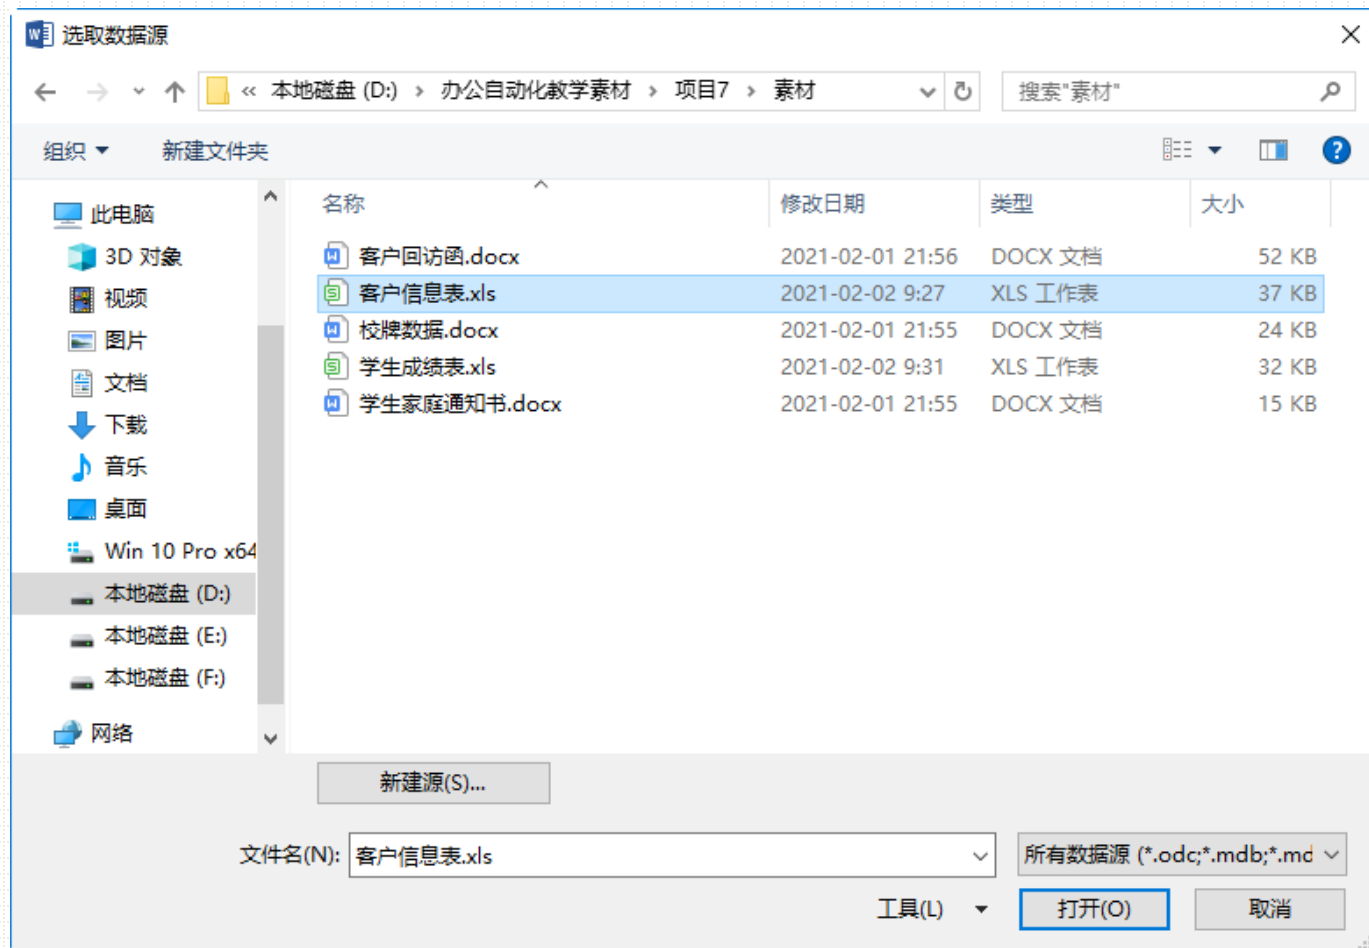 选取数据源
« 本地磁盘 (D:) › 办公自动化教学素材 › 项目7 › 素材
搜索"素材"
组织 新建文件夹
名称 修改日期 类型 大小
此电脑
3D 对象
视频
图片
文档
下载
音乐
桌面
Win 10 Pro x64
本地磁盘 (D:)
本地磁盘 (E:)
本地磁盘 (F:)
网络
客户回访函.docx 2021-02-01 21:56 DOCX 文档 52 KB
客户信息表.xls 2021-02-02 9:27 XLS 工作表 37 KB
校牌数据.docx 2021-02-01 21:55 DOCX 文档 24 KB
学生成绩表.xls 2021-02-02 9:31 XLS 工作表 32 KB
学生家庭通知书.docx 2021-02-01 21:55 DOCX 文档 15 KB
新建源(S)...
文件名(N): 客户信息表.xls 所有数据源 (*.odc;*.mdb;*.md
工具(L) 打开(O) 取消